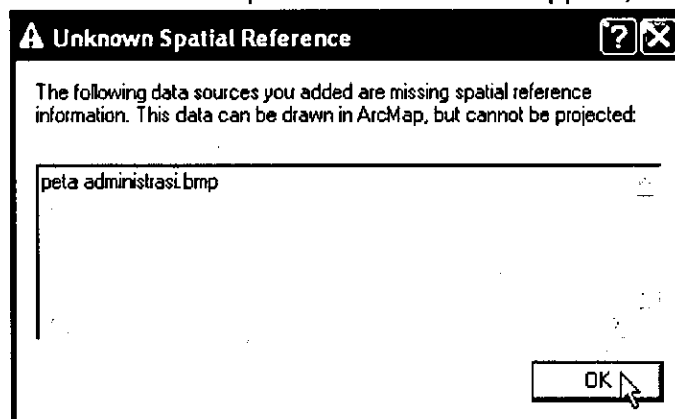 Unknown Spatial Reference
The following data sources you added are missing spatial reference
information. This data can be drawn in ArcMap, but cannot be projected:
peta administrasi.bmp
OK